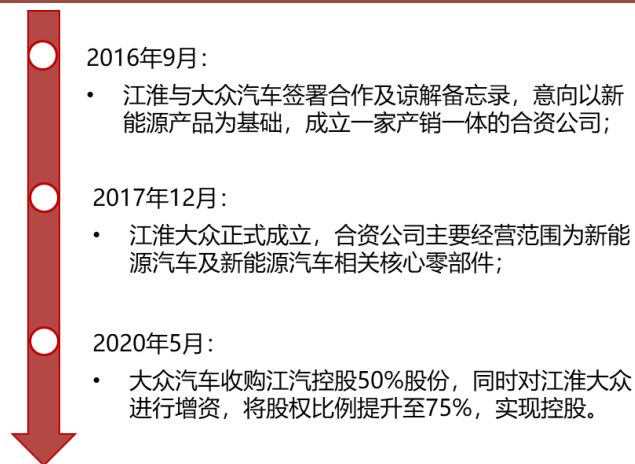 2016年9月：
• 江淮与大众汽车签署合作及谅解备忘录，意向以新
能源产品为基础，成立一家产销一体的合资公司；
2017年12月：
• 江淮大众正式成立，合资公司主要经营范围为新能
源汽车及新能源汽车相关核心零部件；
2020年5月：
• 大众汽车收购江汽控股50%股份，同时对江淮大众
进行增资，将股权比例提升至75%，实现控股。